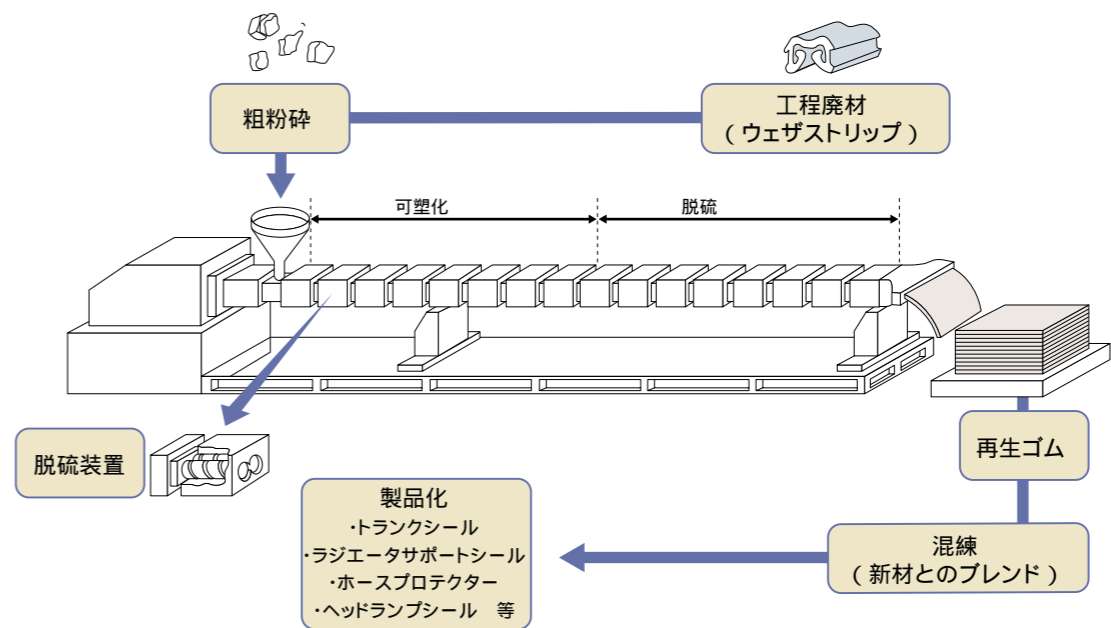 粗粉砕
工程廃材
（ウェザストリップ）
可塑化
脱硫
脱硫装置
再生ゴム
製品化
・トランクシール
・ラジエータサポートシール
・ホースプロテクター
・ヘッドランプシール　等
混練
（新材とのブレンド）